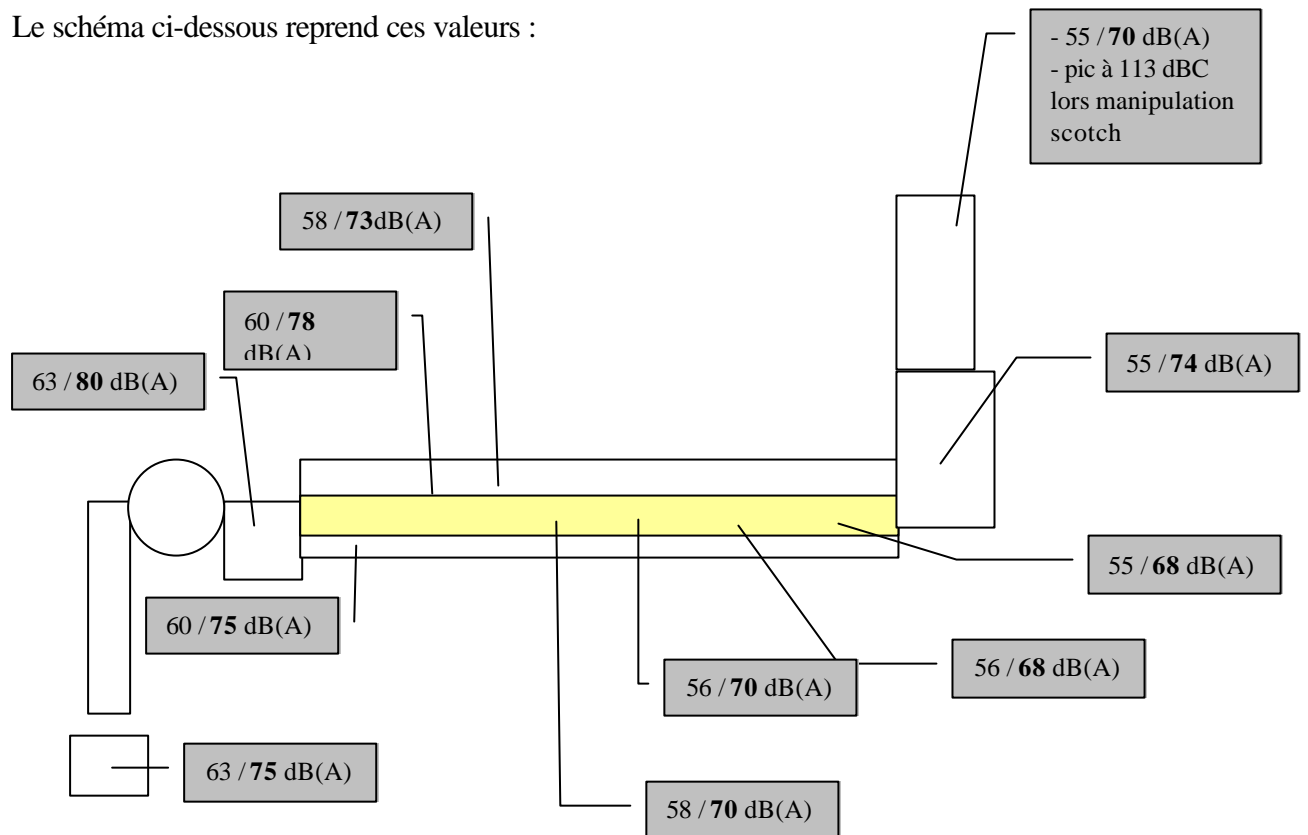 Le schéma ci-dessous reprend ces valeurs :
- 55 / 70 dB(A)
- pic à 113 dBC
lors manipulation
scotch
58 / 73dB(A)
60 / 78
dB(A)
63 / 80 dB(A)
55 / 74 dB(A)
55 / 68 dB(A)
60 / 75 dB(A)
56 / 68 dB(A)
56 / 70 dB(A)
63 / 75 dB(A)
58 / 70 dB(A)